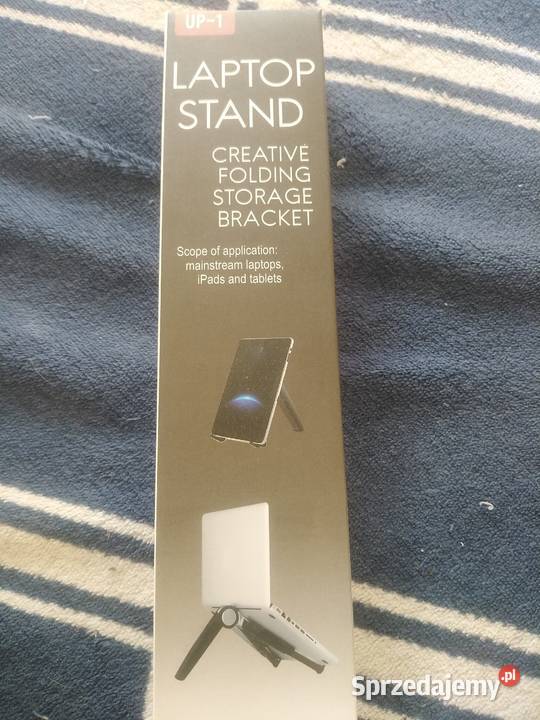 UP-1
LAPTOP
STAND
CREATIVE
FOLDING
STORAGE
BRACKET
Scope of application:
mainstream laptops,
iPads and tablets
Sprzedajemy.pl